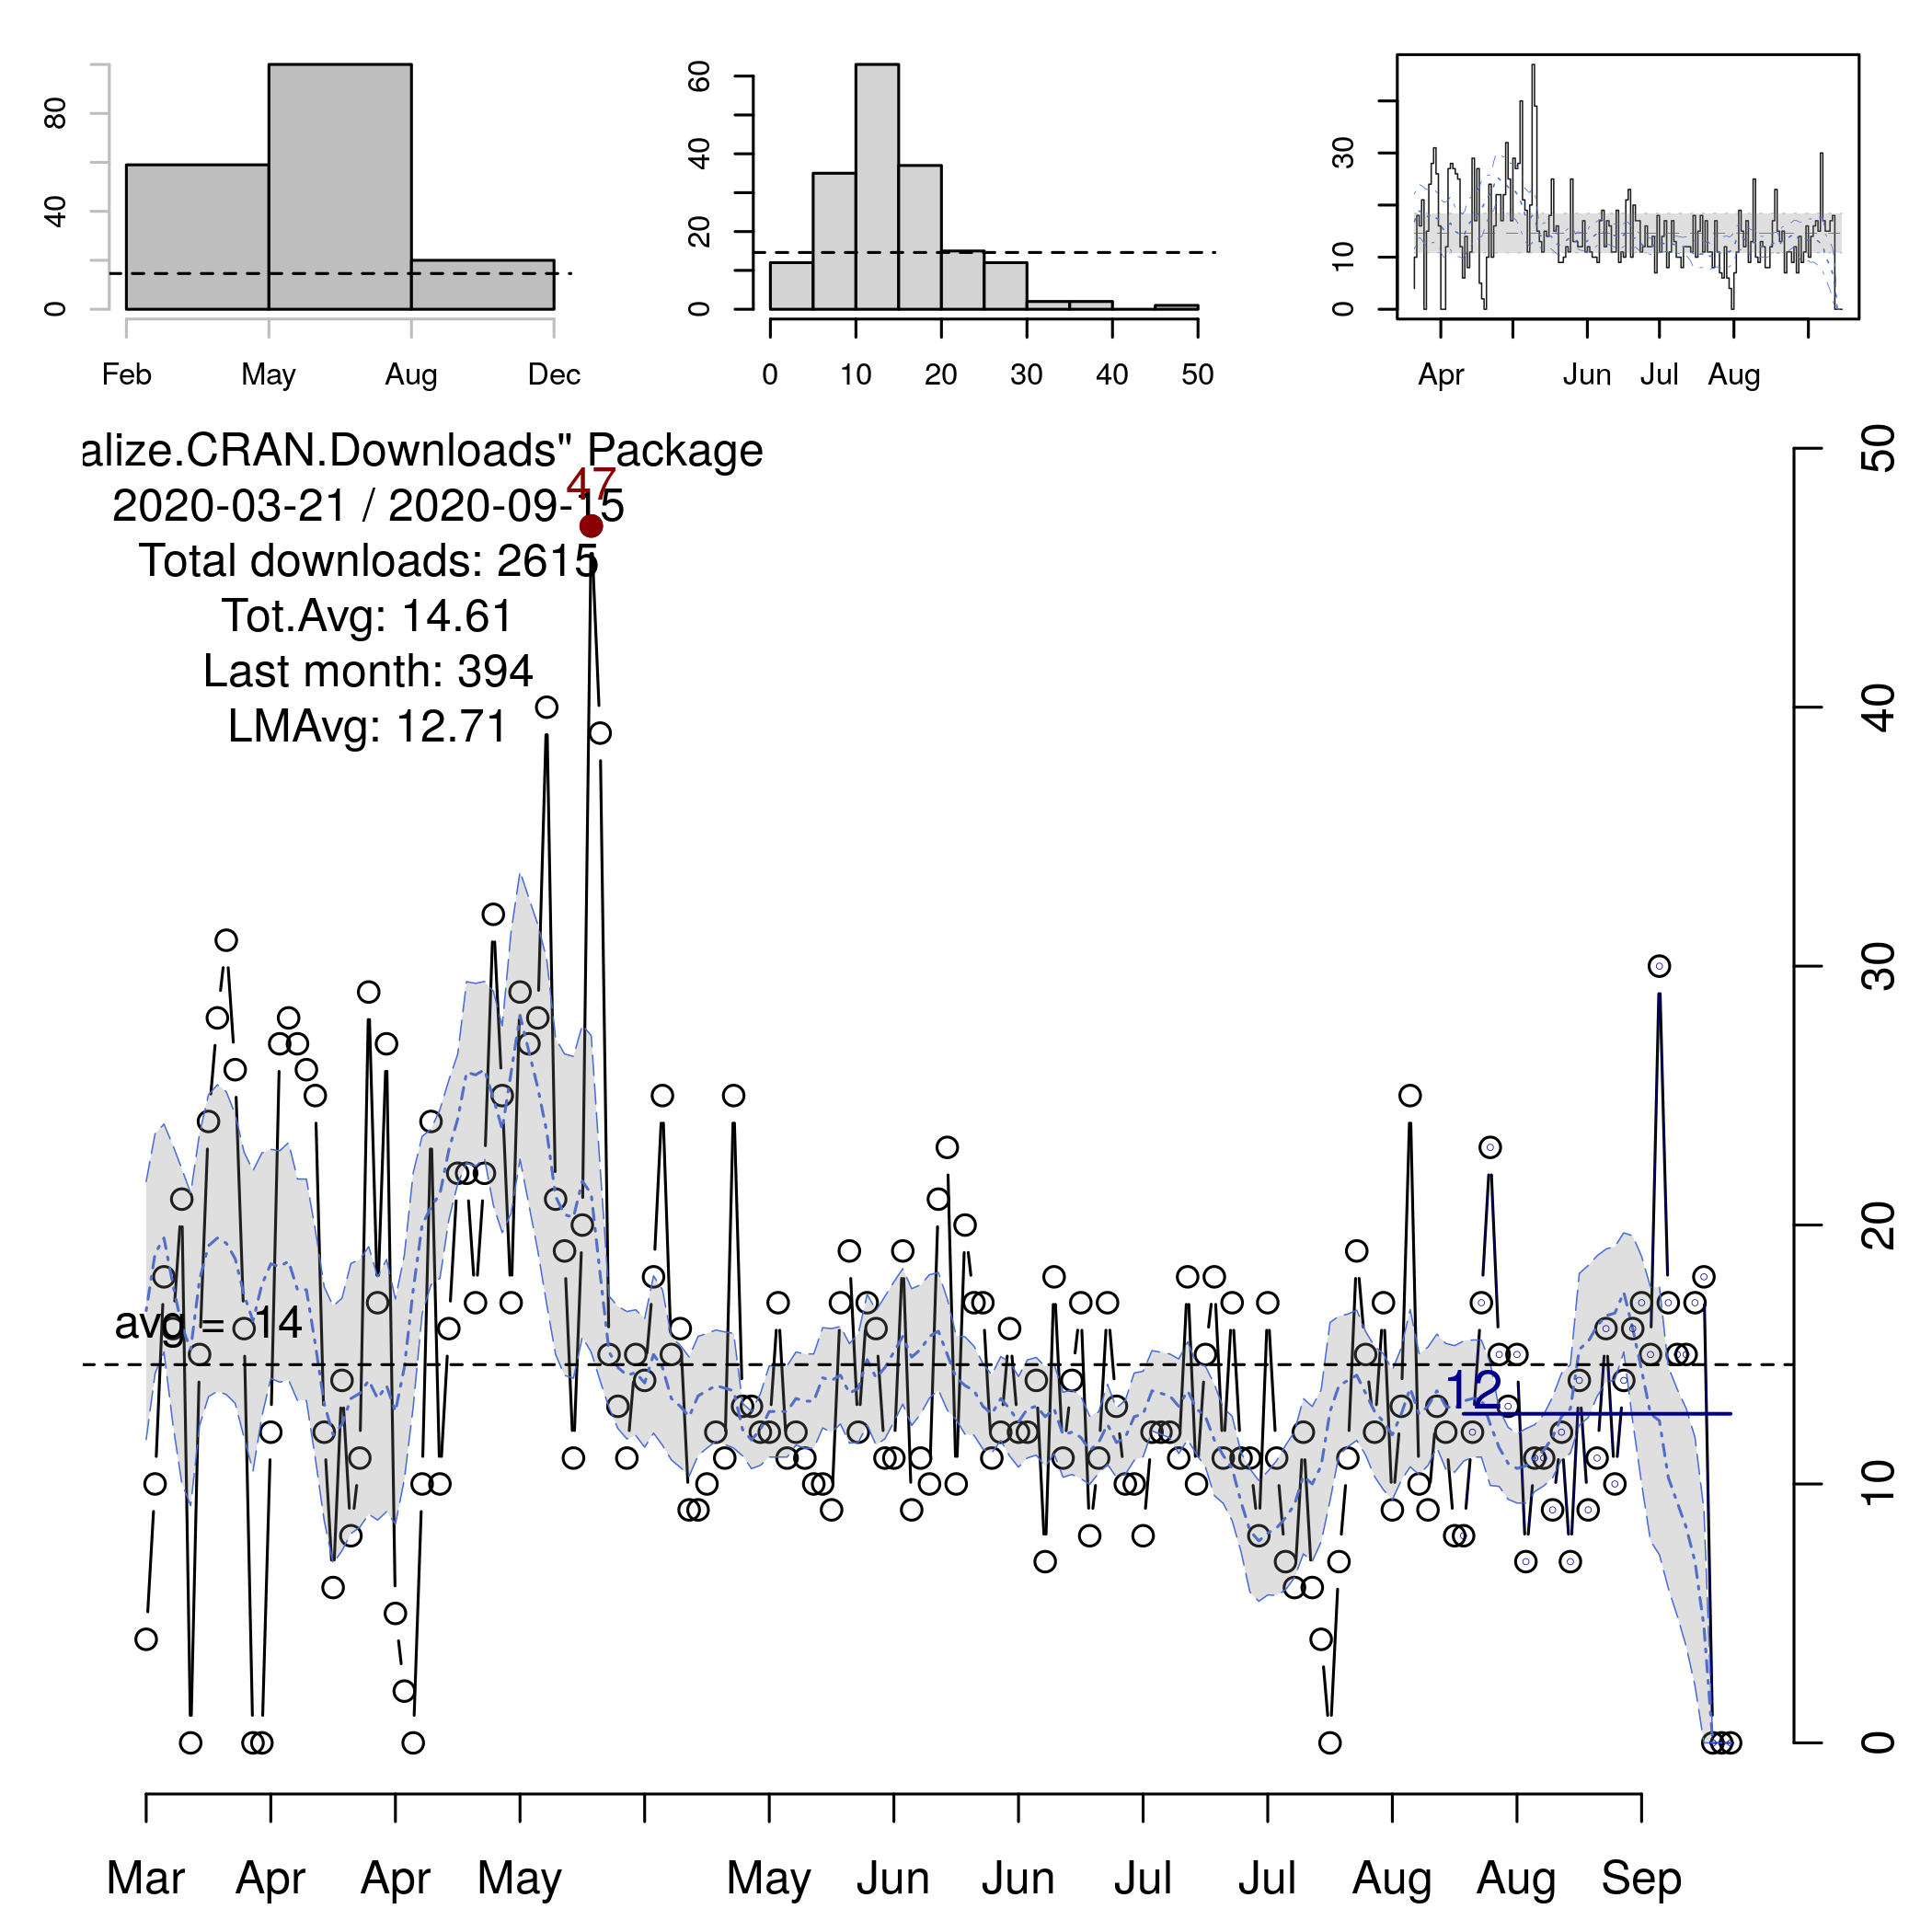 80
40
0
Feb May Aug Dec
60
40
20
0
0 10 20 30 40 50
30
10
0
Apr Jun Jul Aug
alize.CRAN.Downloads" Package
47
2020-03-21 / 2020-09-15
Total downloads: 2615
Tot.Avg: 14.61
Last month: 394
LMAvg: 12.71
avg = 14
12
50
40
30
20
10
0
Mar Apr Apr May May Jun Jun Jul Jul Aug Aug Sep